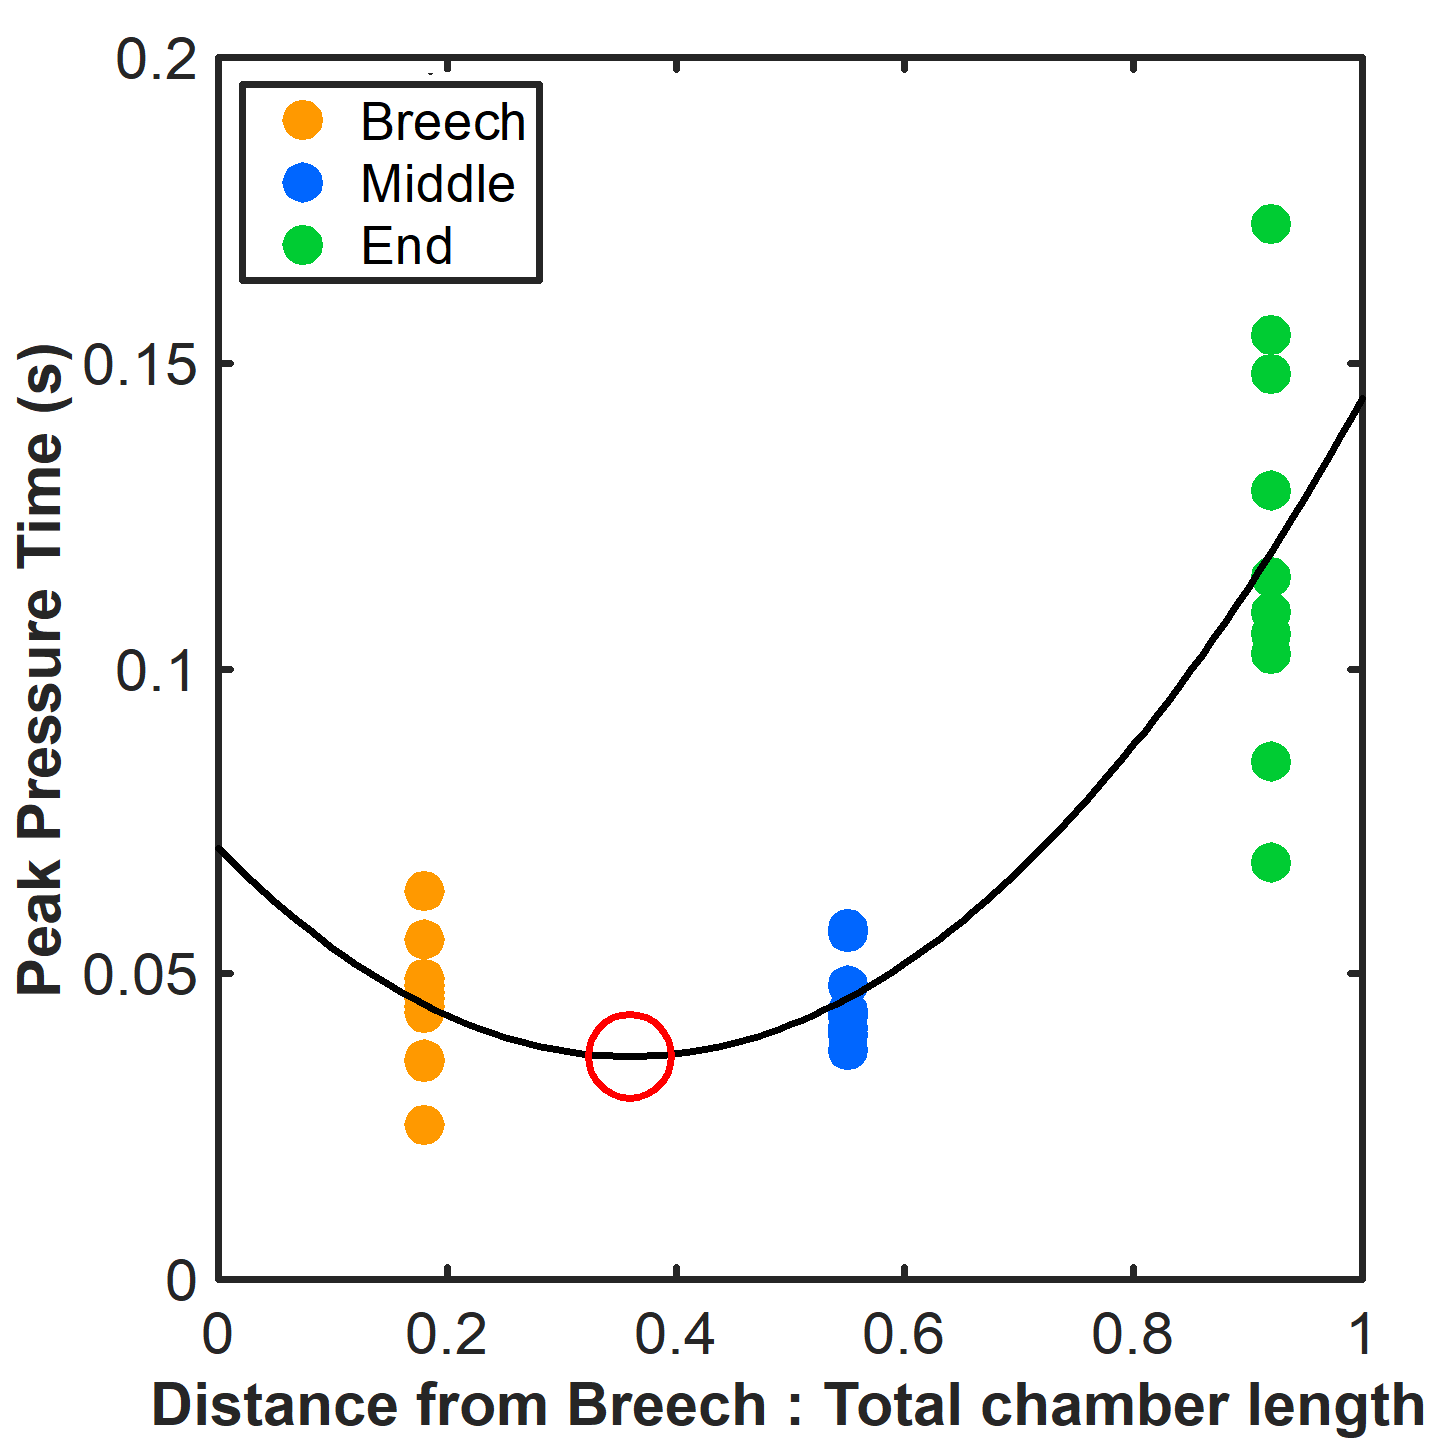 0.2
Breech
Middle
End
0.15
0.1
0.05
0
Peak Pressure Time (s)
0 0.2 0.4 0.6 0.8 1
Distance from Breech : Total chamber length